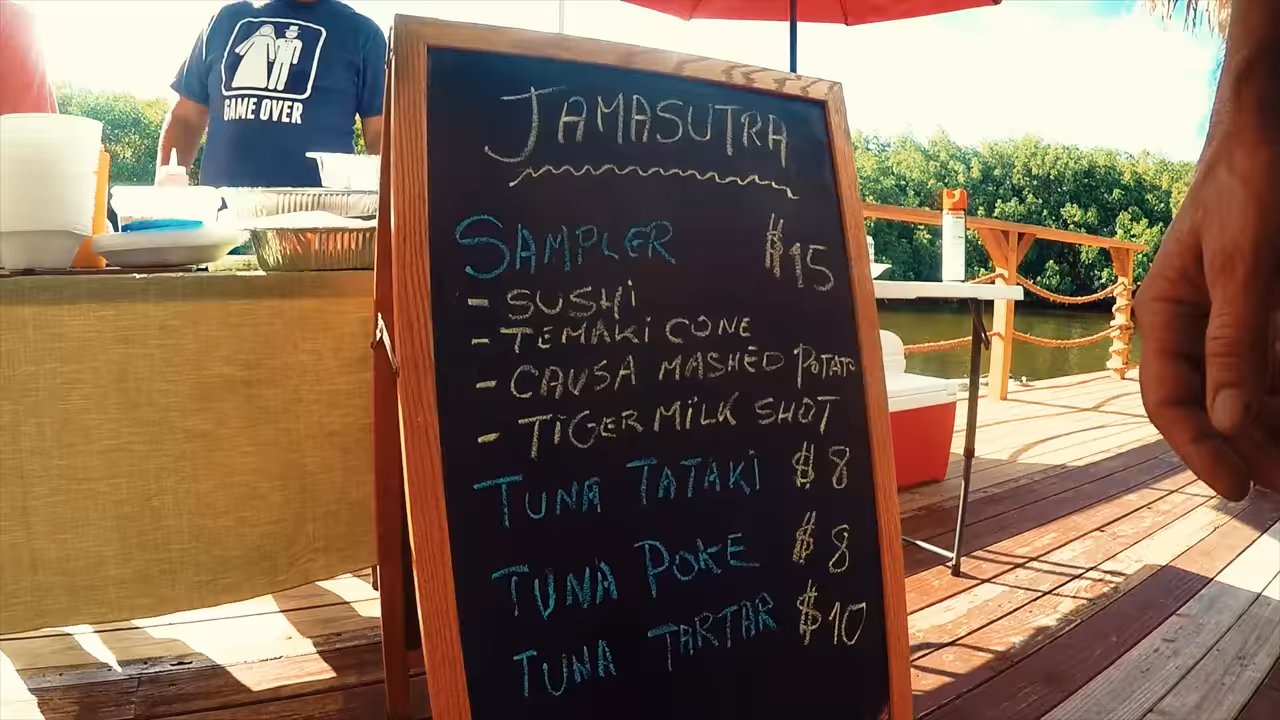 GAME OVER
JAMASUTRA
SAMPLER $15
- SUSHi
- TEMAKi CONE
- CAUSA MASHED POTATO
- TiGER MiLK SHOT
TUNA TATAKi $8
TUNA POKE $8
TUNA TARTAR $10